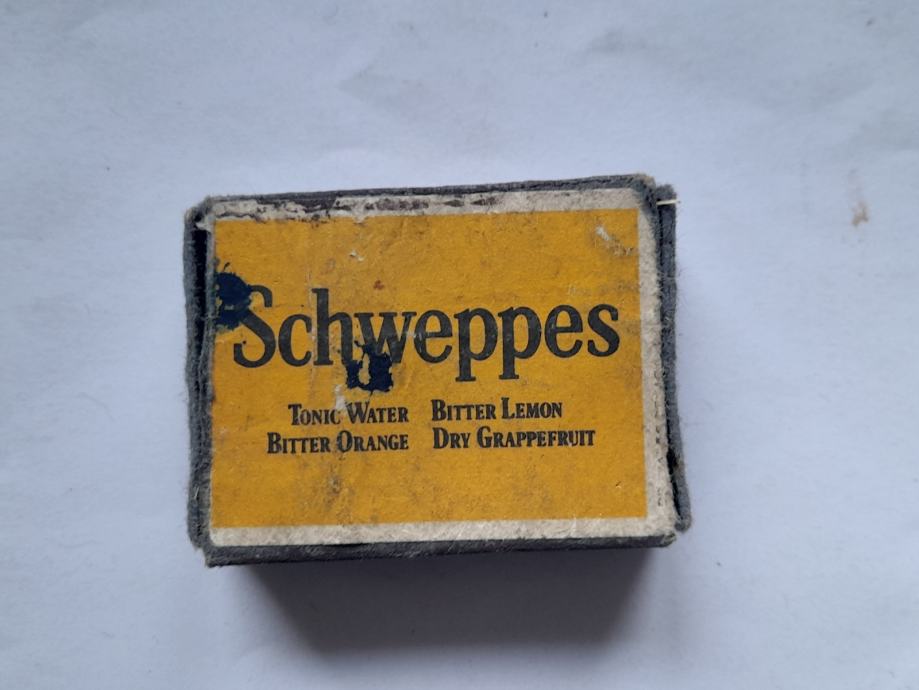 Schweppes
TONIC WATER BITTER LEMON
BITTER ORANGE DRY GRAPPEFRUIT